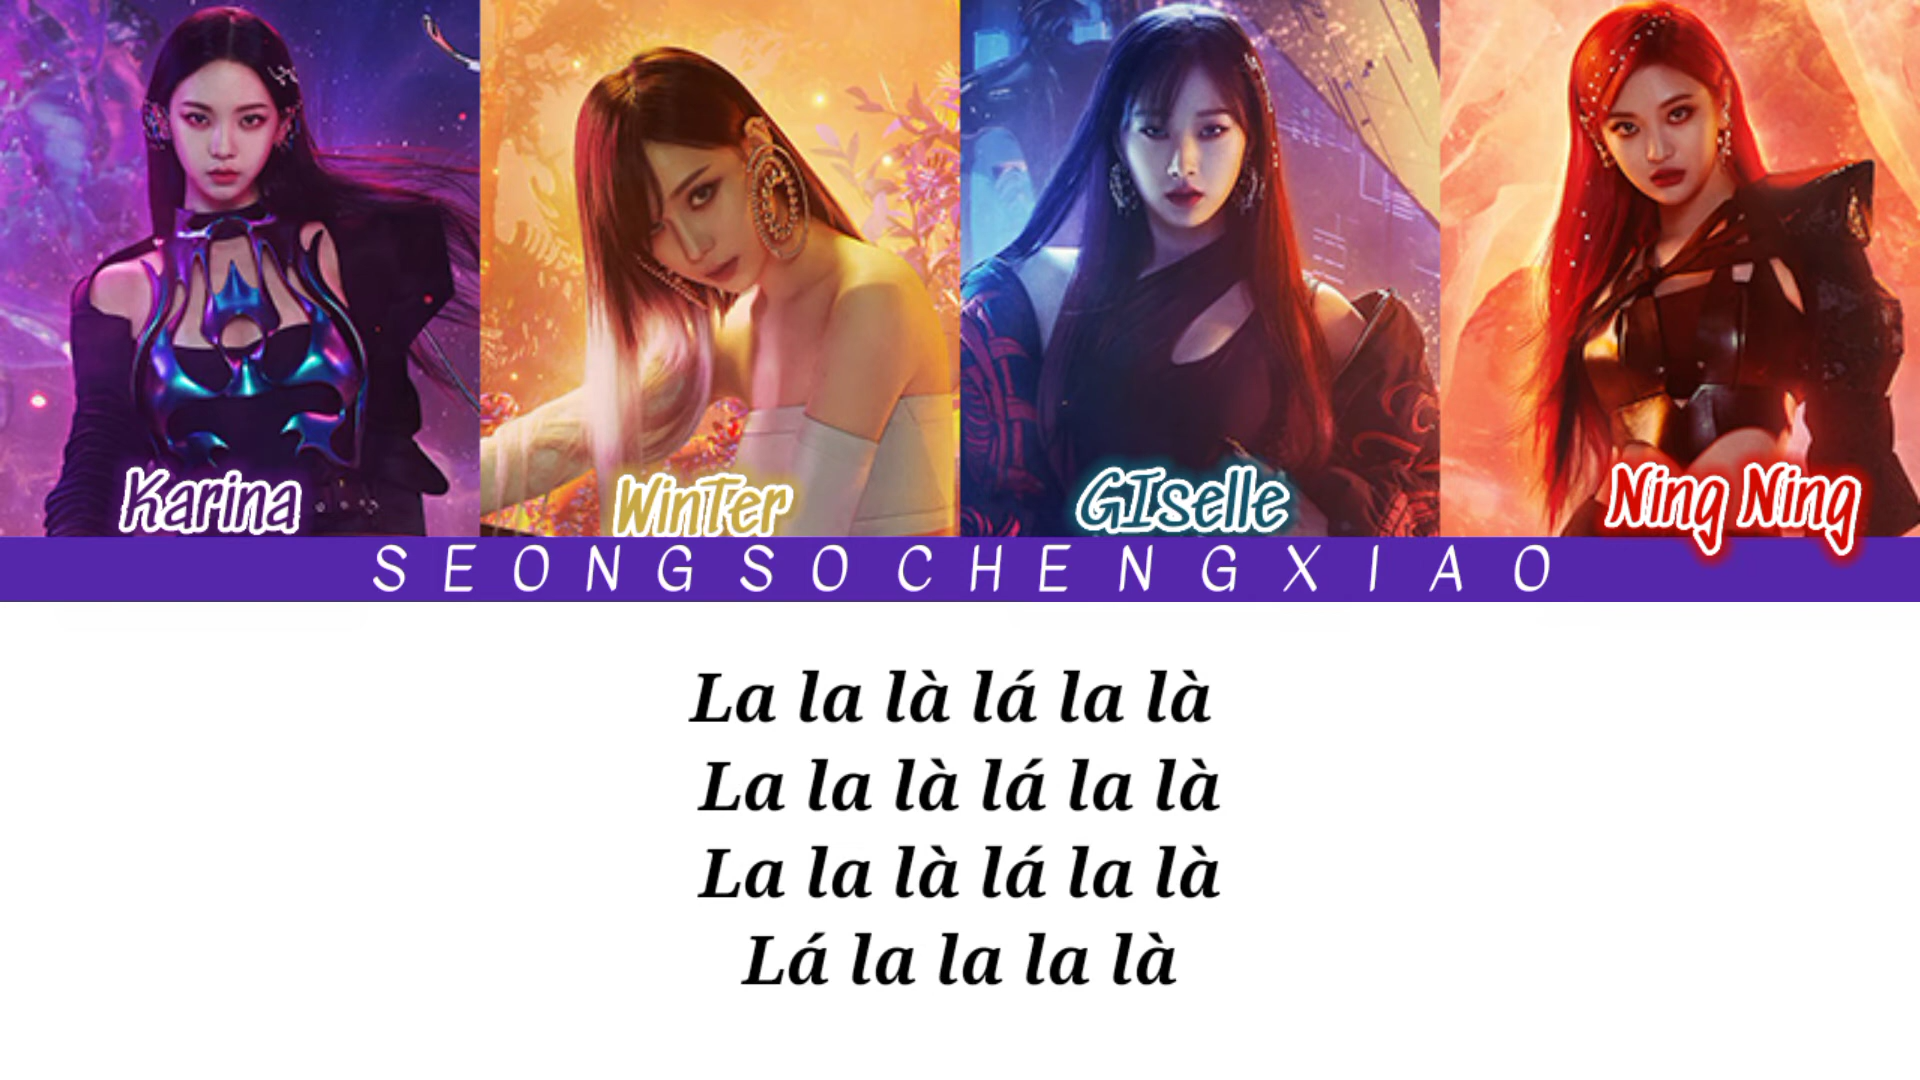 Karina
WinTer
GIselle
Ning Ning
SEONGSOCHENGXIAO
La la là lá la là
La la là lá la là
La la là lá la là
Lá la la la là